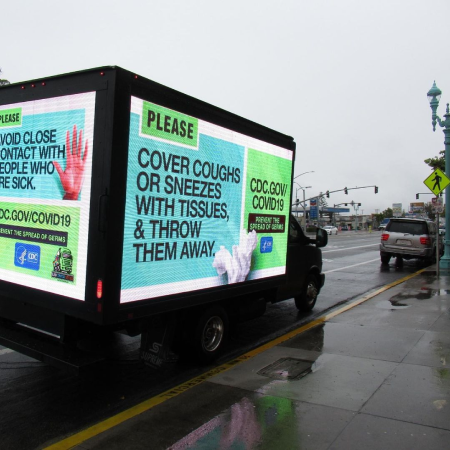 PLEASE
AVOID CLOSE
CONTACT WITH
PEOPLE WHO
ARE SICK.
CDC.GOV/COVID19
PREVENT THE
SPREAD OF GERMS
CDC
PLEASE
COVER COUGHS
OR SNEEZES
WITH TISSUES,
& THROW
THEM AWAY.
CDC.GOV/
COVID19
PREVENT THE
SPREAD OF GERMS
CDC